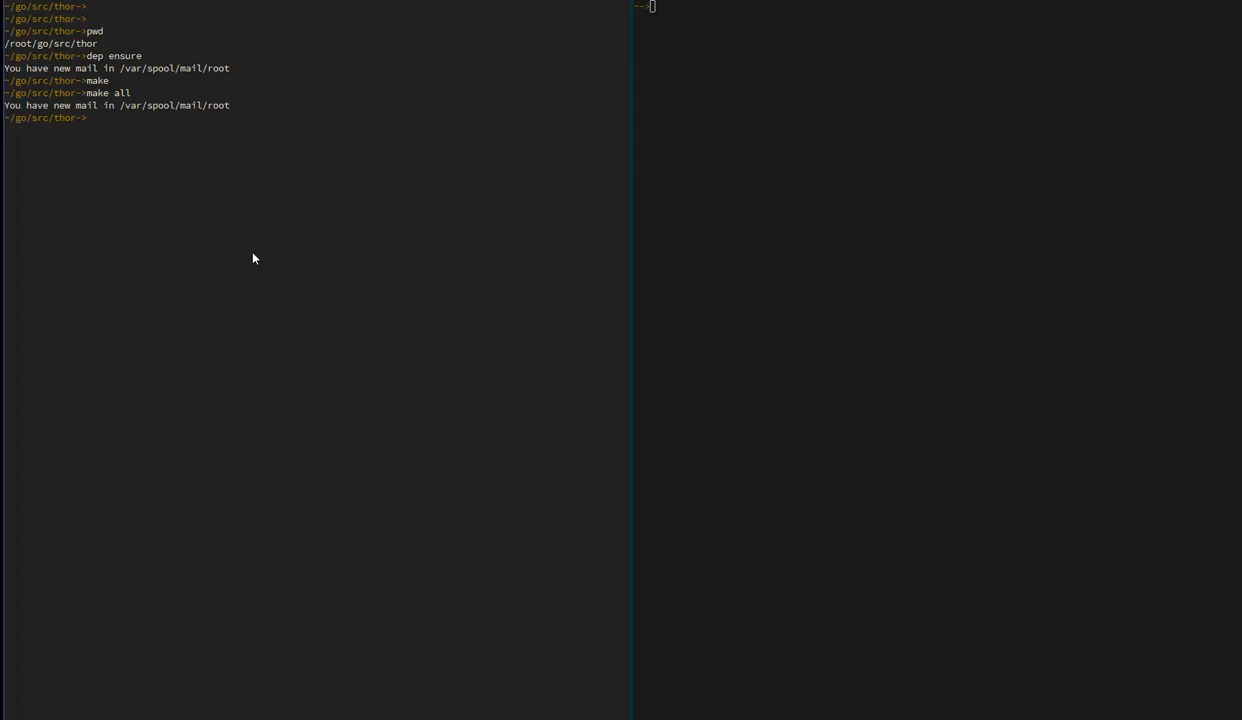 ~/go/src/thor->
~/go/src/thor->
~/go/src/thor->pwd
/root/go/src/thor
~/go/src/thor->dep ensure
You have new mail in /var/spool/mail/root
~/go/src/thor->make
~/go/src/thor->make all
You have new mail in /var/spool/mail/root
~/go/src/thor->
~->